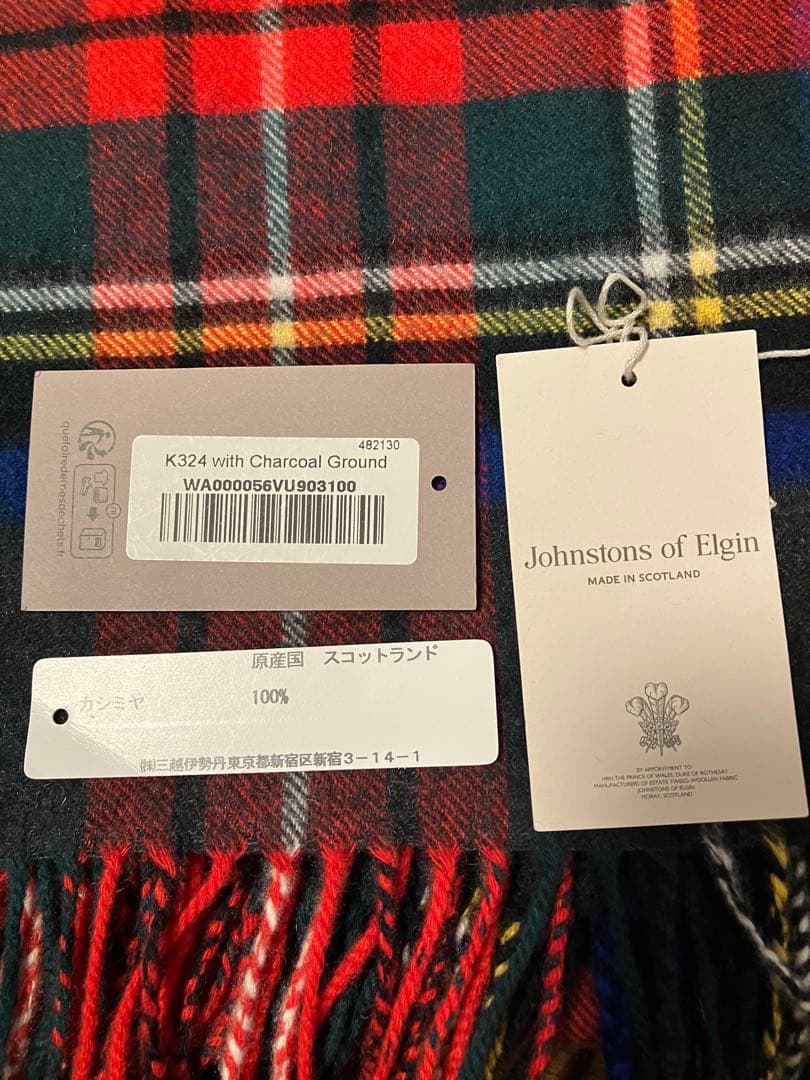 482130
K324 with Charcoal Ground
WA000056VU903100
quefairedemesdechets.fr
FR
Johnstons of Elgin
MADE IN SCOTLAND
BY APPOINTMENT TO
HRH THE PRINCE OF WALES, DUKE OF ROTHESAY
MANUFACTURERS OF ESTATE TWEED WOOLLEN FABRIC
JOHNSTONS OF ELGIN
MORAY, SCOTLAND
原産国 スコットランド
カシミヤ 100%
㈱三越伊勢丹東京都新宿区新宿3-14-1